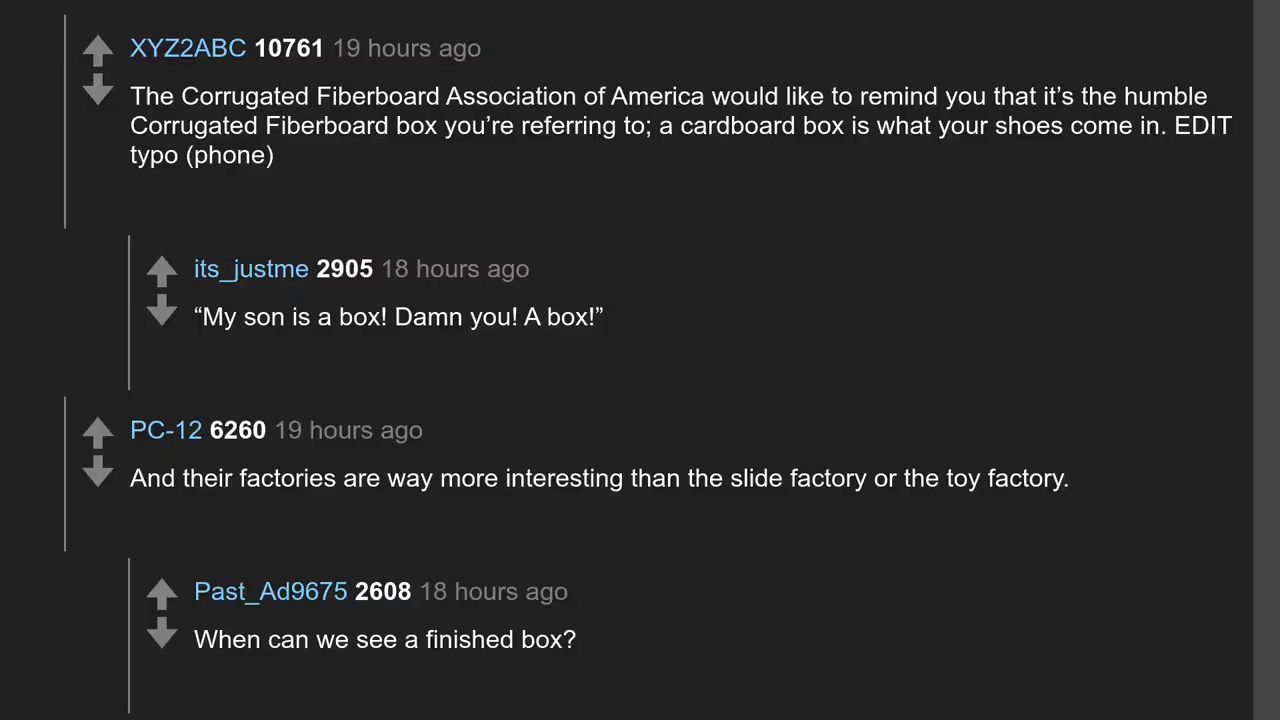 XYZ2ABC 10761 19 hours ago
The Corrugated Fiberboard Association of America would like to remind you that it’s the humble
Corrugated Fiberboard box you’re referring to; a cardboard box is what your shoes come in. EDIT
typo (phone)
its_justme 2905 18 hours ago
“My son is a box! Damn you! A box!”
PC-12 6260 19 hours ago
And their factories are way more interesting than the slide factory or the toy factory.
Past_Ad9675 2608 18 hours ago
When can we see a finished box?